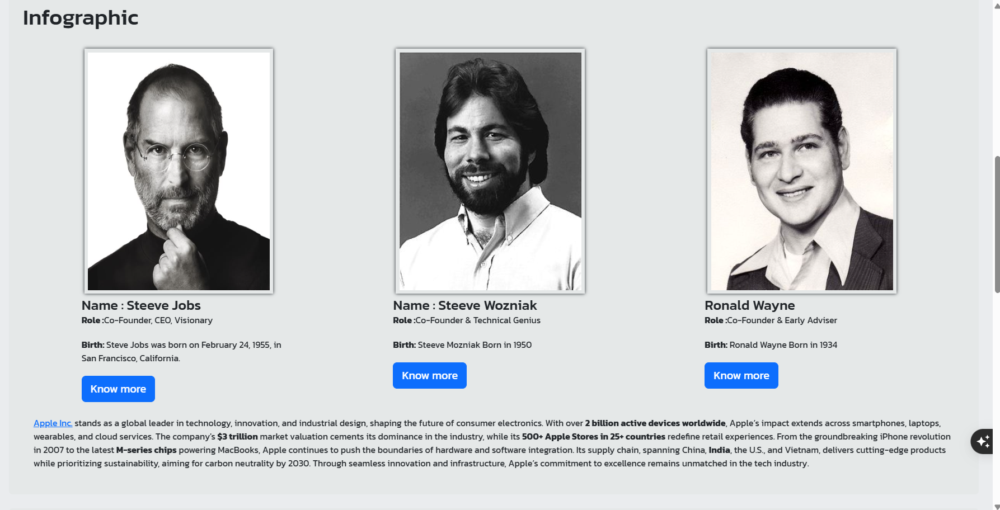 Infographic
Name : Steeve Jobs
Role :Co-Founder, CEO, Visionary
Birth: Steve Jobs was born on February 24, 1955, in
San Francisco, California.
Know more
Name : Steeve Wozniak
Role :Co-Founder & Technical Genius
Birth: Steeve Mozniak Born in 1950
Know more
Ronald Wayne
Role :Co-Founder & Early Adviser
Birth: Ronald Wayne Born in 1934
Know more
Apple Inc. stands as a global leader in technology, innovation, and industrial design, shaping the future of consumer electronics. With over 2 billion active devices worldwide, Apple’s impact extends across smartphones, laptops,
wearables, and cloud services. The company's $3 trillion market valuation cements its dominance in the industry, while its 500+ Apple Stores in 25+ countries redefine retail experiences. From the groundbreaking iPhone revolution
in 2007 to the latest M-series chips powering MacBooks, Apple continues to push the boundaries of hardware and software integration. Its supply chain, spanning China, India, the U.S., and Vietnam, delivers cutting-edge products
while prioritizing sustainability, aiming for carbon neutrality by 2030. Through seamless innovation and infrastructure, Apple’s commitment to excellence remains unmatched in the tech industry.